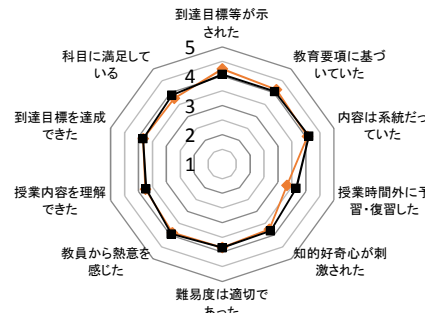 到達目標等が示
された
教育要項に基づ
いていた
内容は系統だっ
ていた
授業時間外に予
習・復習した
知的好奇心が刺
激された
難易度は適切で
あった
教員から熱意を
感じた
授業内容を理解
できた
到達目標を達成
できた
科目に満足して
いる
5
4
3
2
1